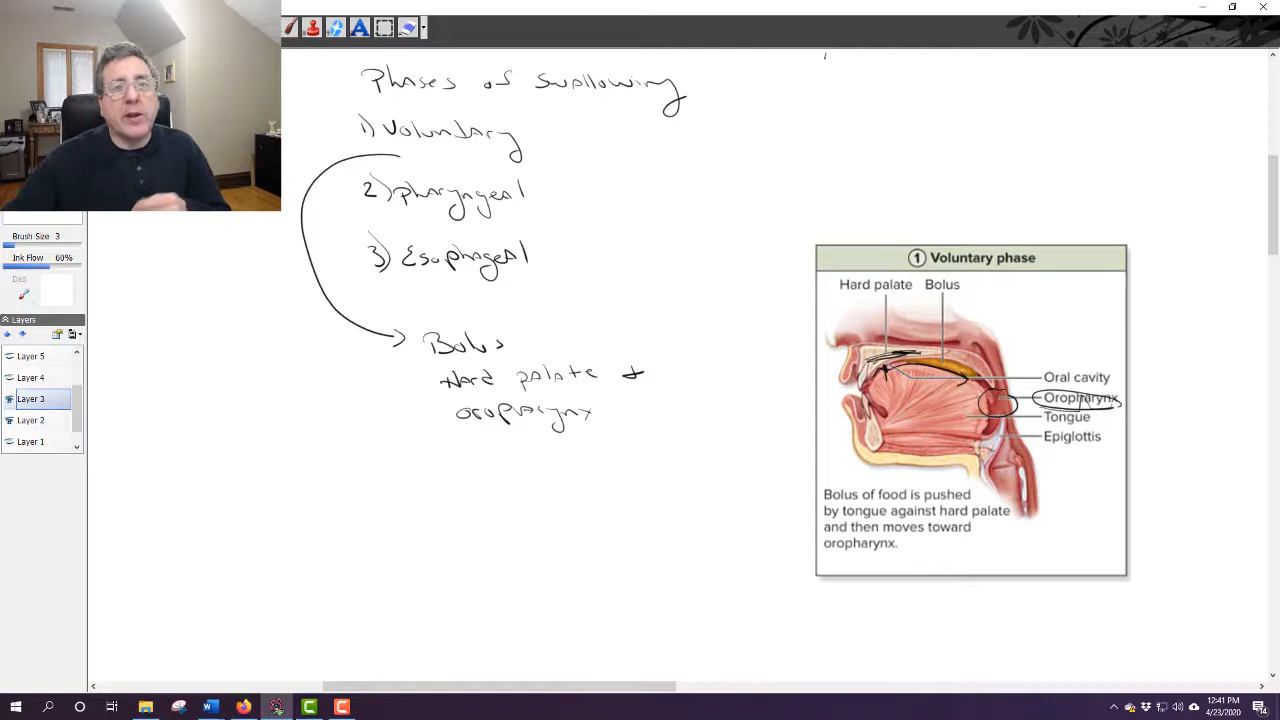 Phases of swallowing
1) Voluntary
2) pharyngeal
3) Esophageal
Bolus
Hard palate +
oropharynx
Brush Size 3
Ink Flow 60%
Layers
Layer 5
Layer 4
Layer 3
Layer 2
Layer 1
1 Voluntary phase
Hard palate Bolus
Oral cavity
Oropharynx
Tongue
Epiglottis
Bolus of food is pushed
by tongue against hard palate
and then moves toward
oropharynx.
12:41 PM
4/23/2020